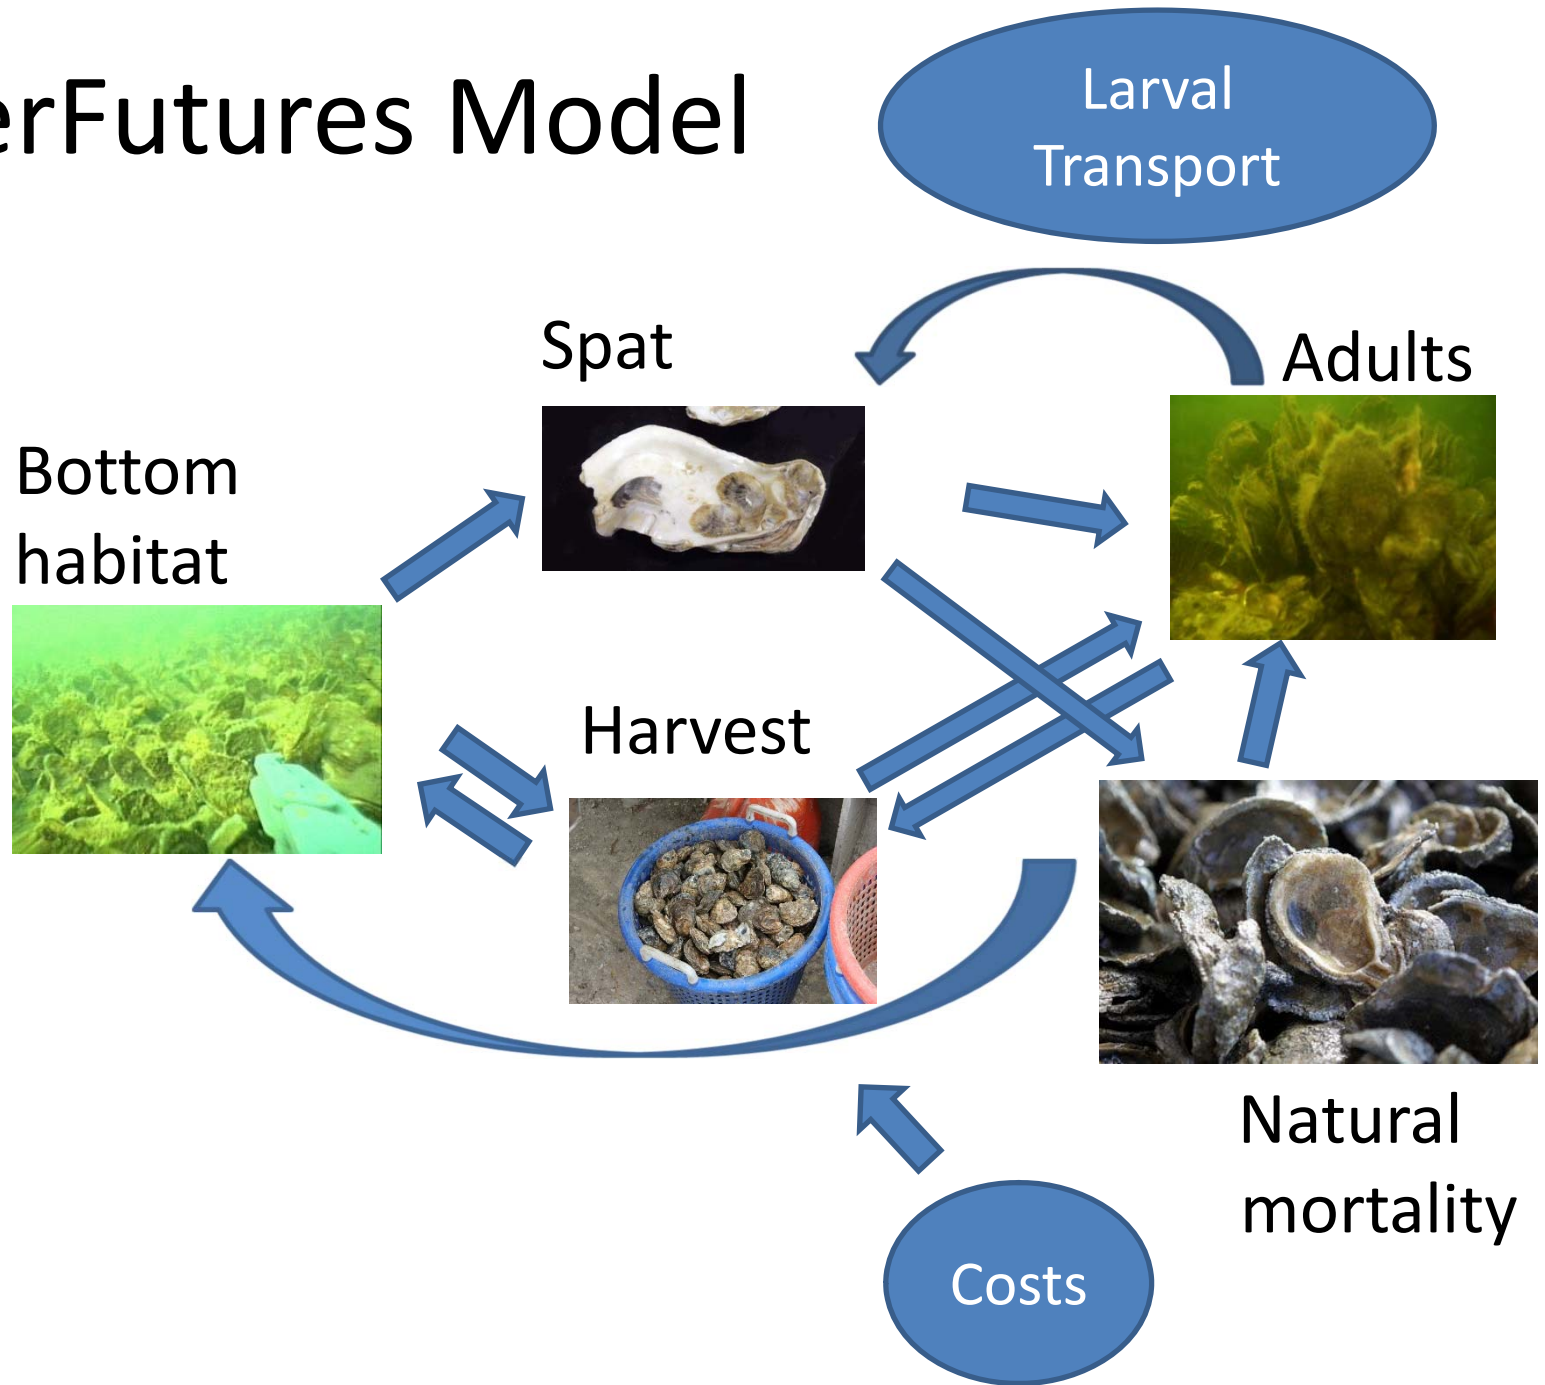 erFutures Model
Larval
Transport
Spat
Adults
Bottom
habitat
Harvest
Natural
mortality
Costs